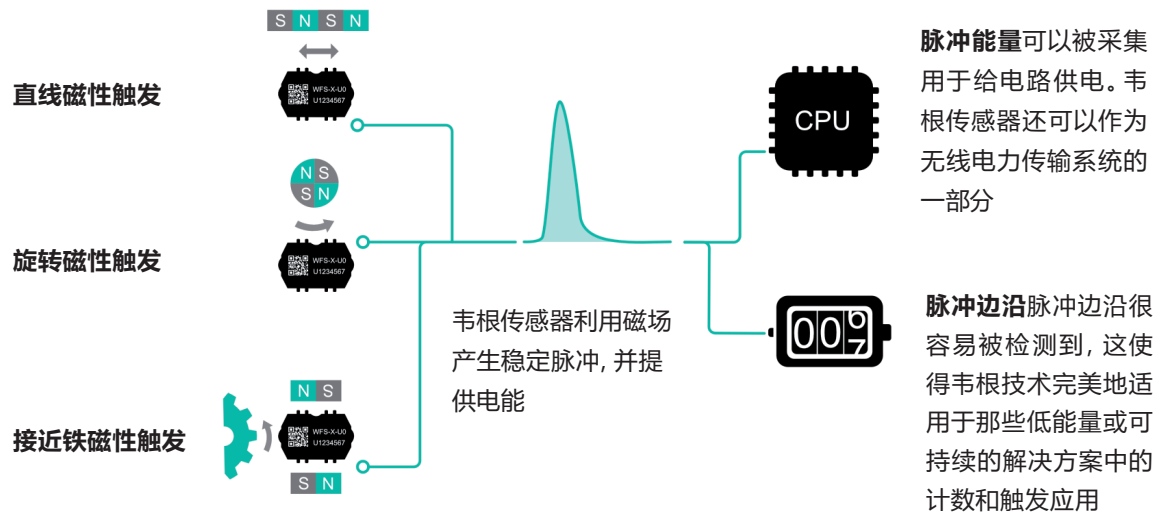 S N S N
直线磁性触发
WFS-X-U0
U1234567
N S
S N
旋转磁性触发
WFS-X-U0
U1234567
N S
接近铁磁性触发
WFS-X-U0
U1234567
S N
韦根传感器利用磁场
产生稳定脉冲, 并提
供电能
CPU
脉冲能量可以被采集
用于给电路供电。韦
根传感器还可以作为
无线电力传输系统的
一部分
00
6
7
脉冲边沿脉冲边沿很
容易被检测到, 这使
得韦根技术完美地适
用于那些低能量或可
持续的解决方案中的
计数和触发应用